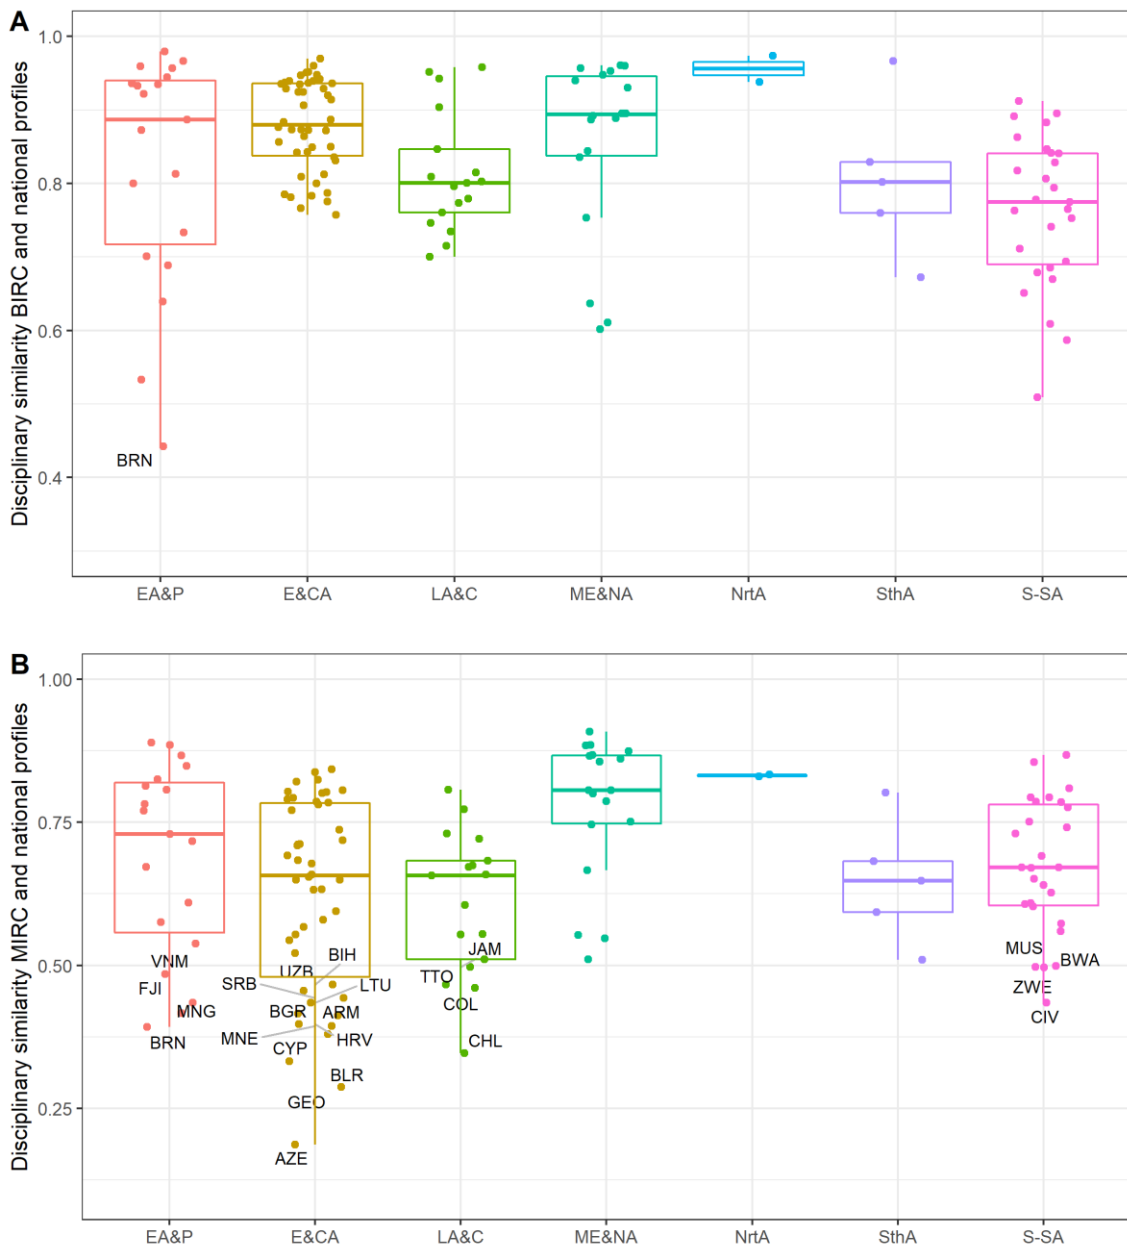 A
Disciplinary similarity BIRC and national profiles
1.0
0.8
0.6
0.4
BRN
EA&P E&CA LA&C ME&NA NrtA SthA S-SA
B
Disciplinary similarity MIRC and national profiles
1.00
0.75
0.50
0.25
VNM
FJI
MNG
BRN
UZB
BIH
SRB
LTU
BGR
ARM
MNE
HRV
CYP
BLR
GEO
AZE
JAM
TTO
COL
CHL
MUS
BWA
ZWE
CIV
EA&P E&CA LA&C ME&NA NrtA SthA S-SA